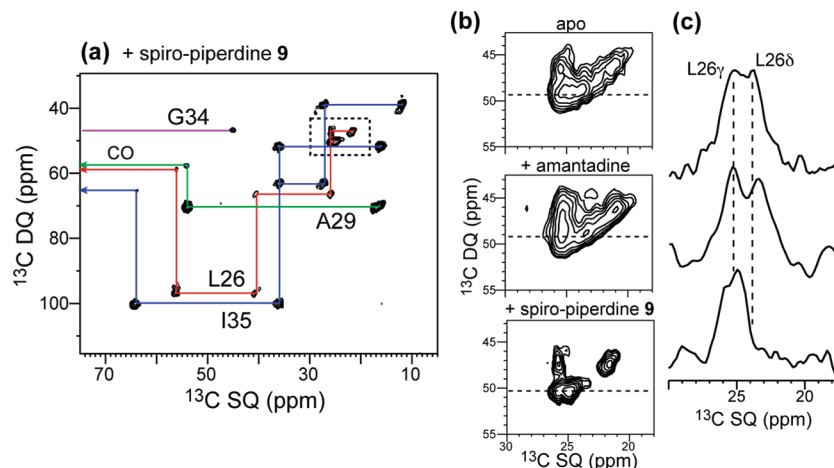 (a) + spiro-piperdine 9
40
60
80
100
70
50
30
10
13C DQ (ppm)
13C SQ (ppm)
G34
CO
A29
L26
I35
(b)
apo
45
50
55
+ amantadine
45
50
55
13C DQ (ppm)
+ spiro-piperdine 9
45
50
55
30
25
20
13C SQ (ppm)
(c)
L26γ
L26δ
25
20
13C SQ (ppm)